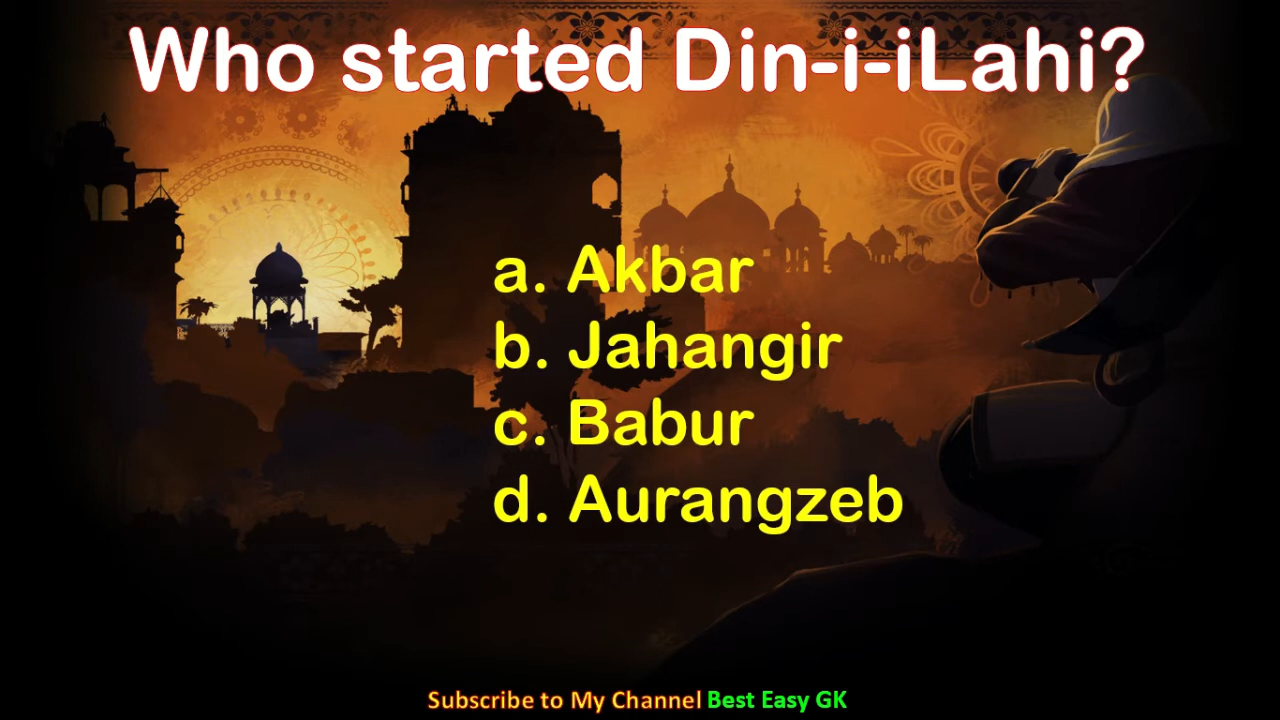 Who started Din-i-iLahi?
a. Akbar
b. Jahangir
c. Babur
d. Aurangzeb
Subscribe to My Channel Best Easy GK